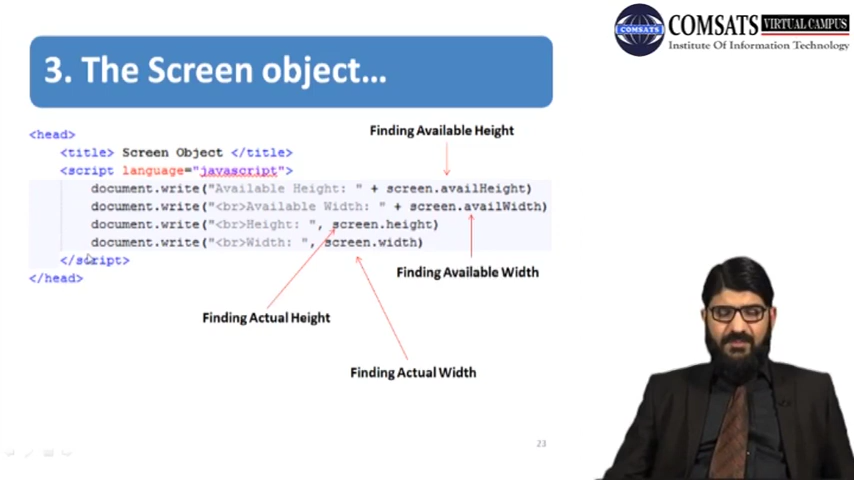 COMSATS VIRTUAL CAMPUS
Institute Of Information Technology
COMSATS
3. The Screen object...
Finding Available Height
<head>
<title> Screen Object </title>
<script language="javascript">
document.write("Available Height: " + screen.availHeight)
document.write("<br>Available Width: " + screen.availWidth)
document.write("<br>Height: ", screen.height)
document.write("<br>Width: ", screen.width)
</script>
</head>
Finding Available Width
Finding Actual Height
Finding Actual Width
23